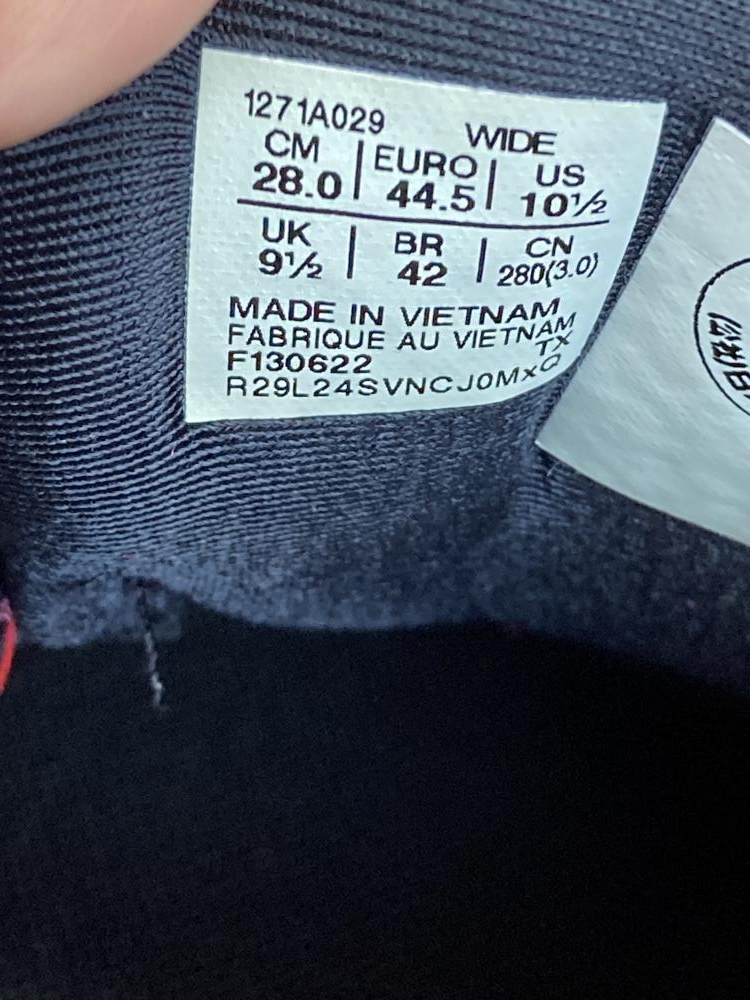 1271A029 WIDE
CM | EURO | US
28.0 | 44.5 | 10½
UK | BR | CN
9½ | 42 | 280(3.0)
MADE IN VIETNAM
FABRIQUE AU VIETNAM
F130622 TX
R29L24SVNCJ0MXQ